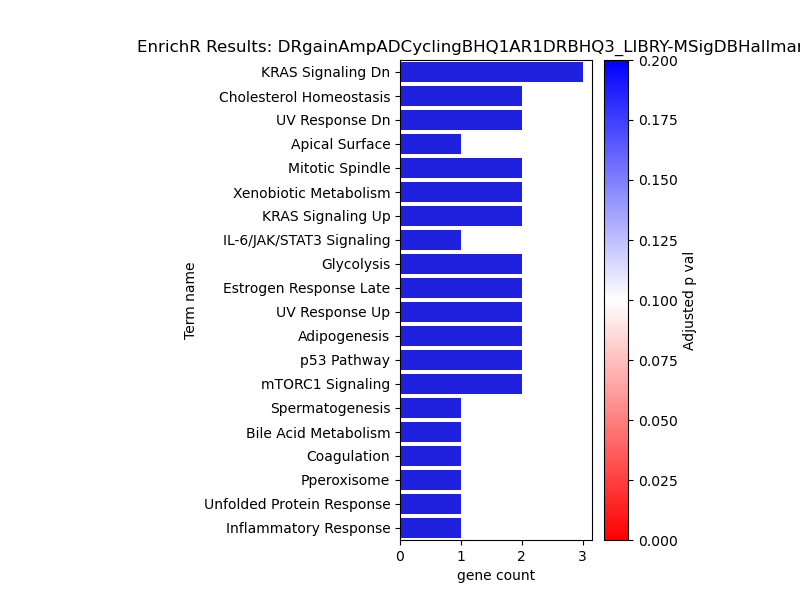 EnrichR Results: DRgainAmpADCyclingBHQ1AR1DRBHQ3_LIBRY-MSigDBHallmar
KRAS Signaling Dn
Cholesterol Homeostasis
UV Response Dn
Apical Surface
Mitotic Spindle
Xenobiotic Metabolism
KRAS Signaling Up
IL-6/JAK/STAT3 Signaling
Glycolysis
Estrogen Response Late
UV Response Up
Adipogenesis
p53 Pathway
mTORC1 Signaling
Spermatogenesis
Bile Acid Metabolism
Coagulation
Pperoxisome
Unfolded Protein Response
Inflammatory Response
Term name
0 1 2 3
gene count
0.200
0.175
0.150
0.125
0.100
0.075
0.050
0.025
0.000
Adjusted p val